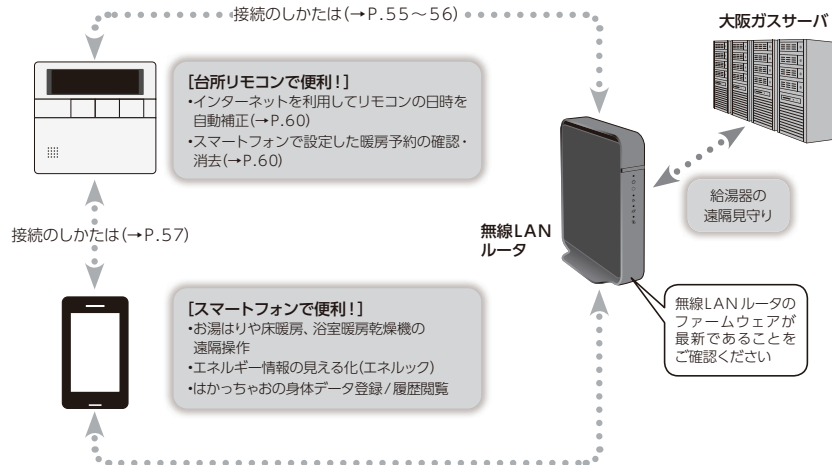 接続のしかたは(→P.55～56)
大阪ガスサーバ
[台所リモコンで便利！]
・インターネットを利用してリモコンの日時を
自動補正(→P.60)
・スマートフォンで設定した暖房予約の確認・
消去(→P.60)
給湯器の
遠隔見守り
接続のしかたは(→P.57)
無線LAN
ルータ
[スマートフォンで便利！]
・お湯はりや床暖房、浴室暖房乾燥機の
遠隔操作
・エネルギー情報の見える化(エネルック)
・はかっちゃおの身体データ登録/履歴閲覧
無線LANルータの
ファームウェアが
最新であることを
ご確認ください